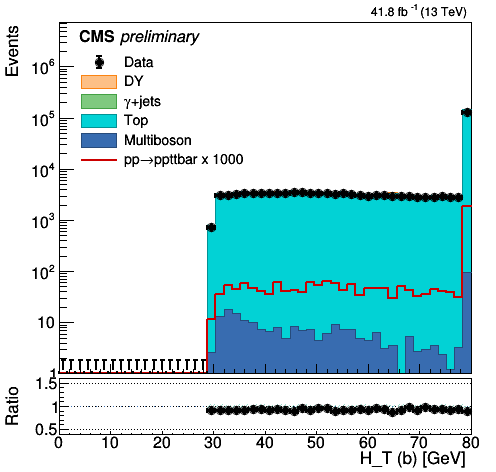 41.8 fb⁻¹ (13 TeV)
Events
CMS preliminary
Data
DY
γ+jets
Top
Multiboson
pp→ppttbar x 1000
10⁶
10⁵
10⁴
10³
10²
10
1
Ratio
1.5
1
0.5
0 10 20 30 40 50 60 70 80
H_T (b) [GeV]